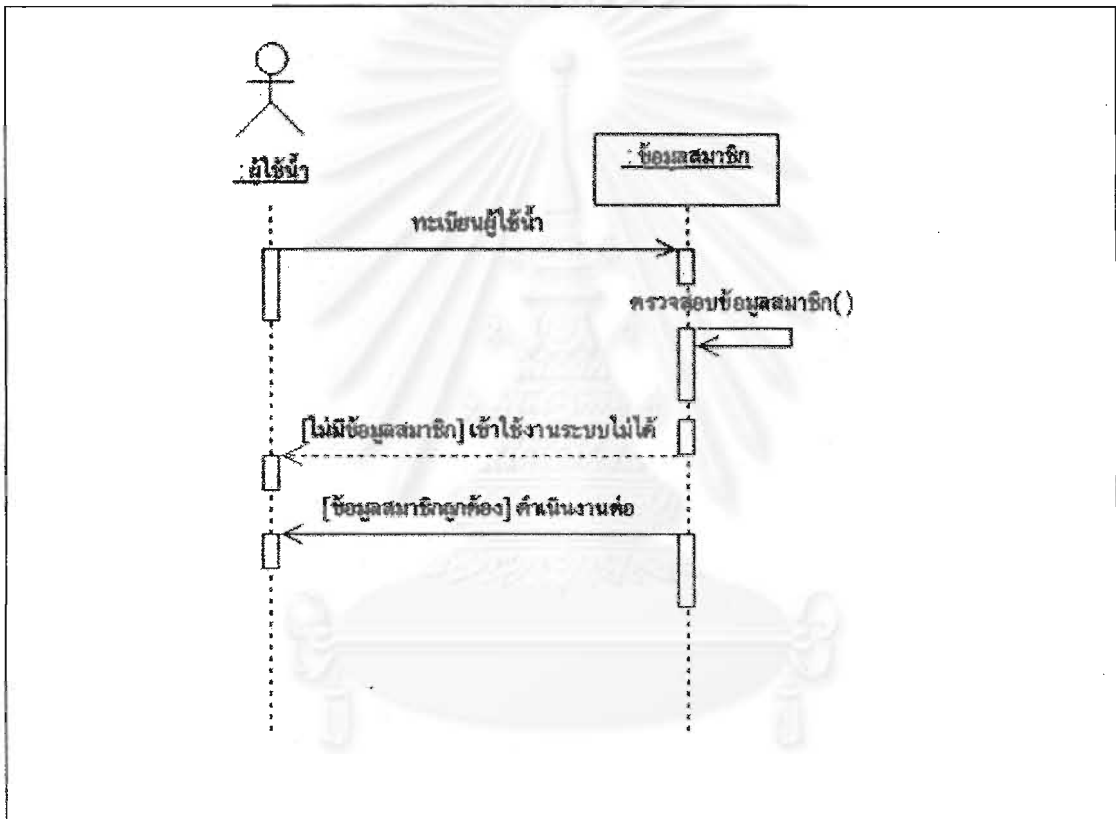 : ผู้ใช้น้ำ
: ข้อมูลสมาชิก
ทะเบียนผู้ใช้น้ำ
ตรวจสอบข้อมูลสมาชิก()
[ไม่มีข้อมูลสมาชิก] เข้าใช้งานระบบไม่ได้
[ข้อมูลสมาชิกถูกต้อง] ดำเนินงานต่อ